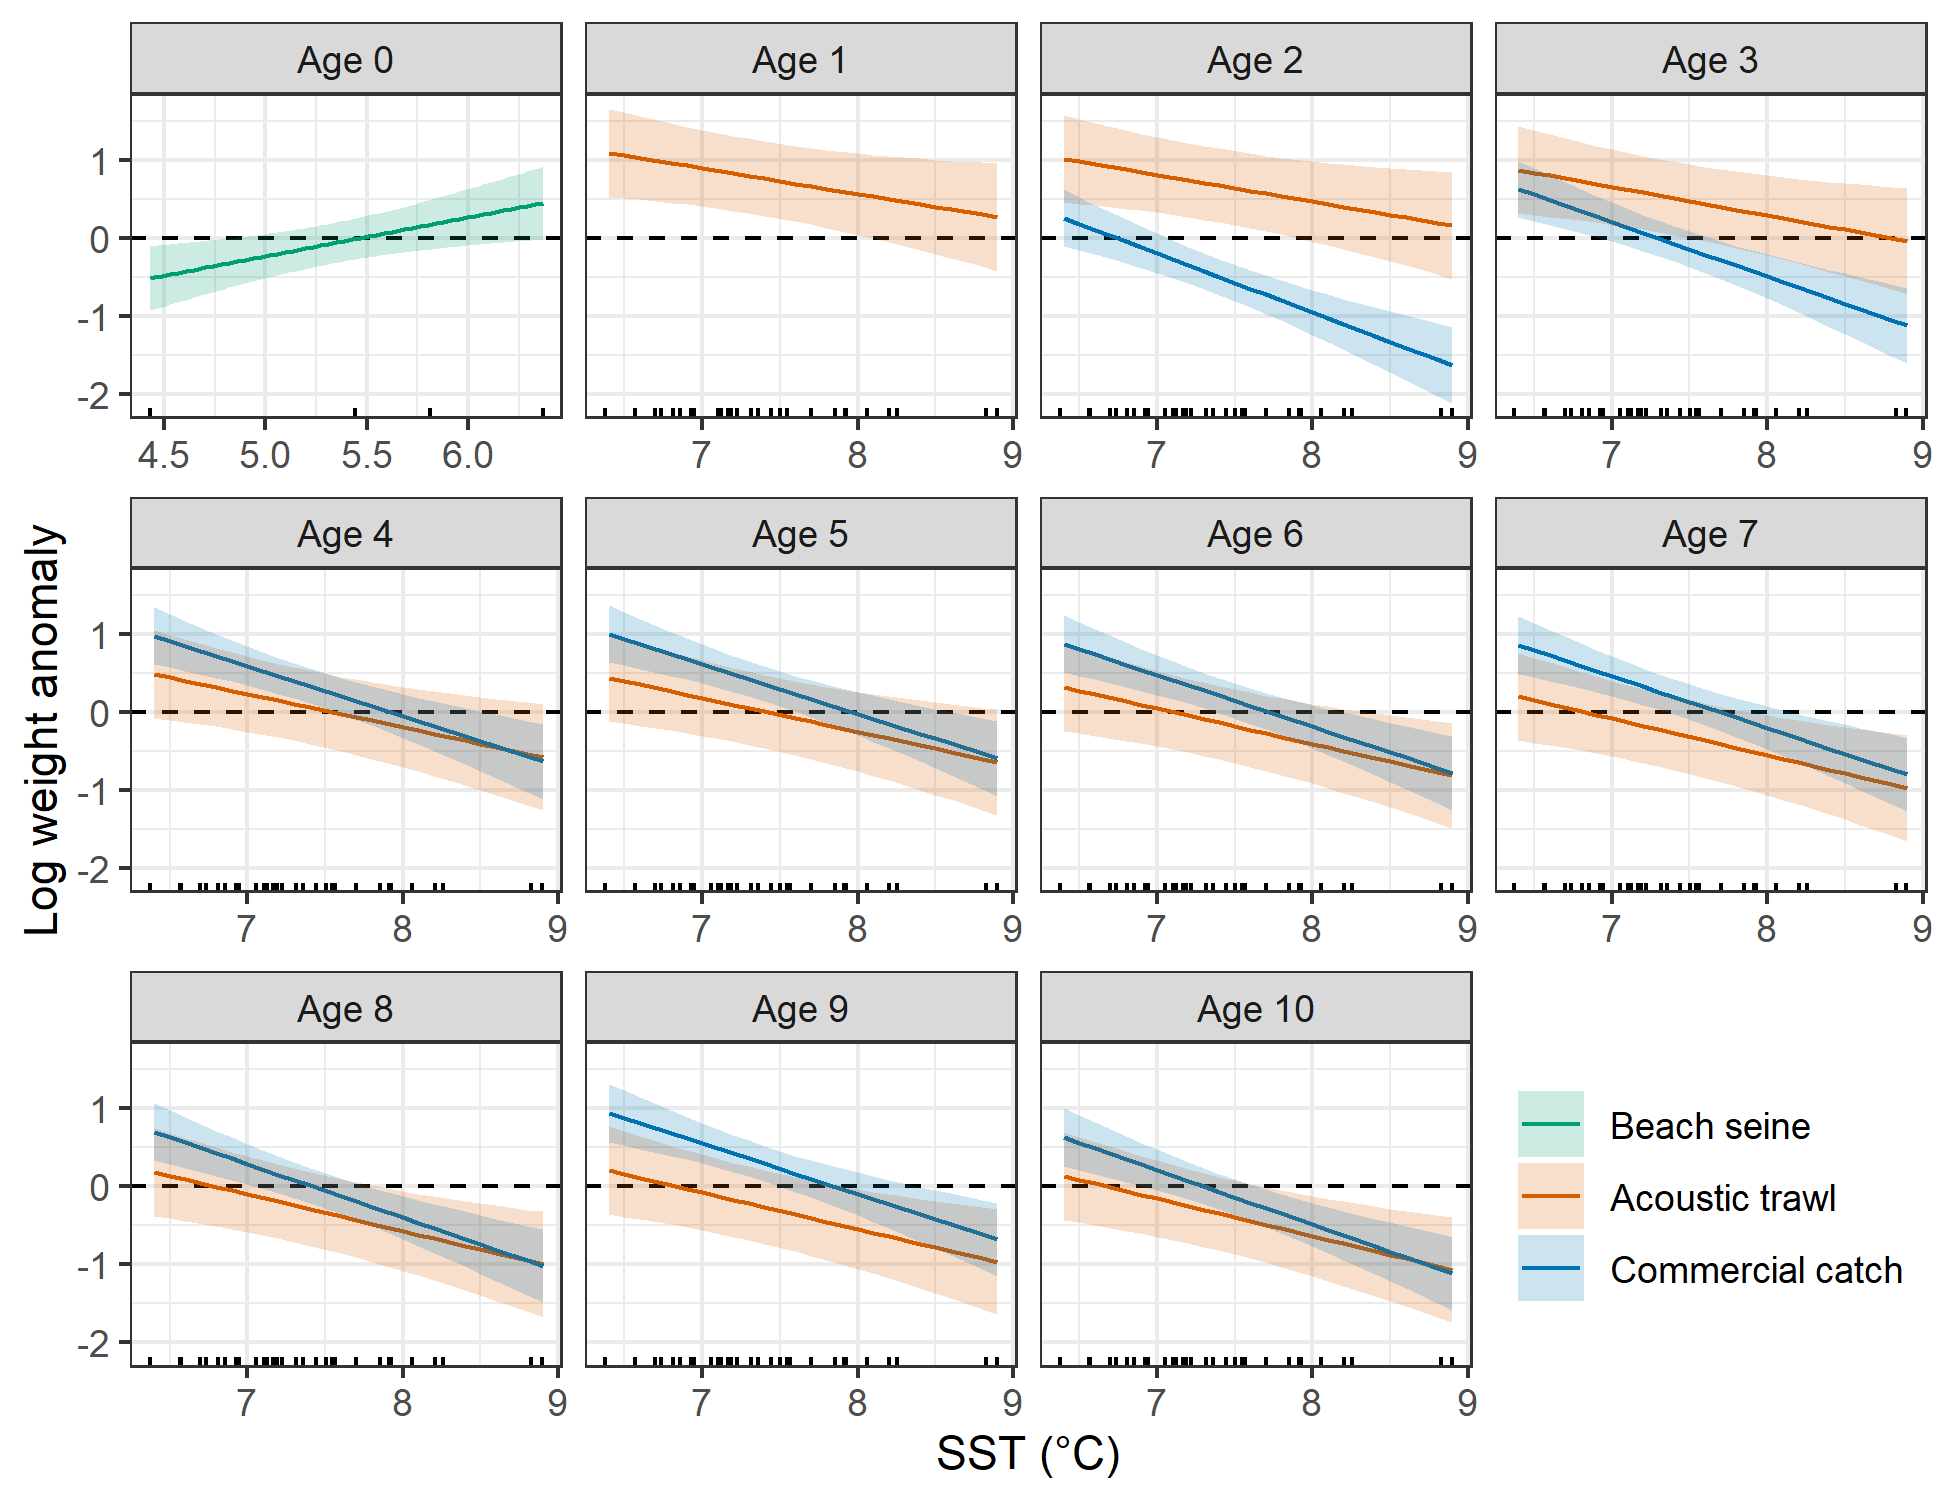 Age 0 Age 1 Age 2 Age 3
1
0
-1
-2
4.5 5.0 5.5 6.0 7 8 9 7 8 9 7 8 9
Log weight anomaly
Age 4 Age 5 Age 6 Age 7
1
0
-1
-2
7 8 9 7 8 9 7 8 9 7 8 9
Age 8 Age 9 Age 10
1
0
-1
-2
7 8 9 7 8 9 7 8 9
Beach seine
Acoustic trawl
Commercial catch
SST (°C)